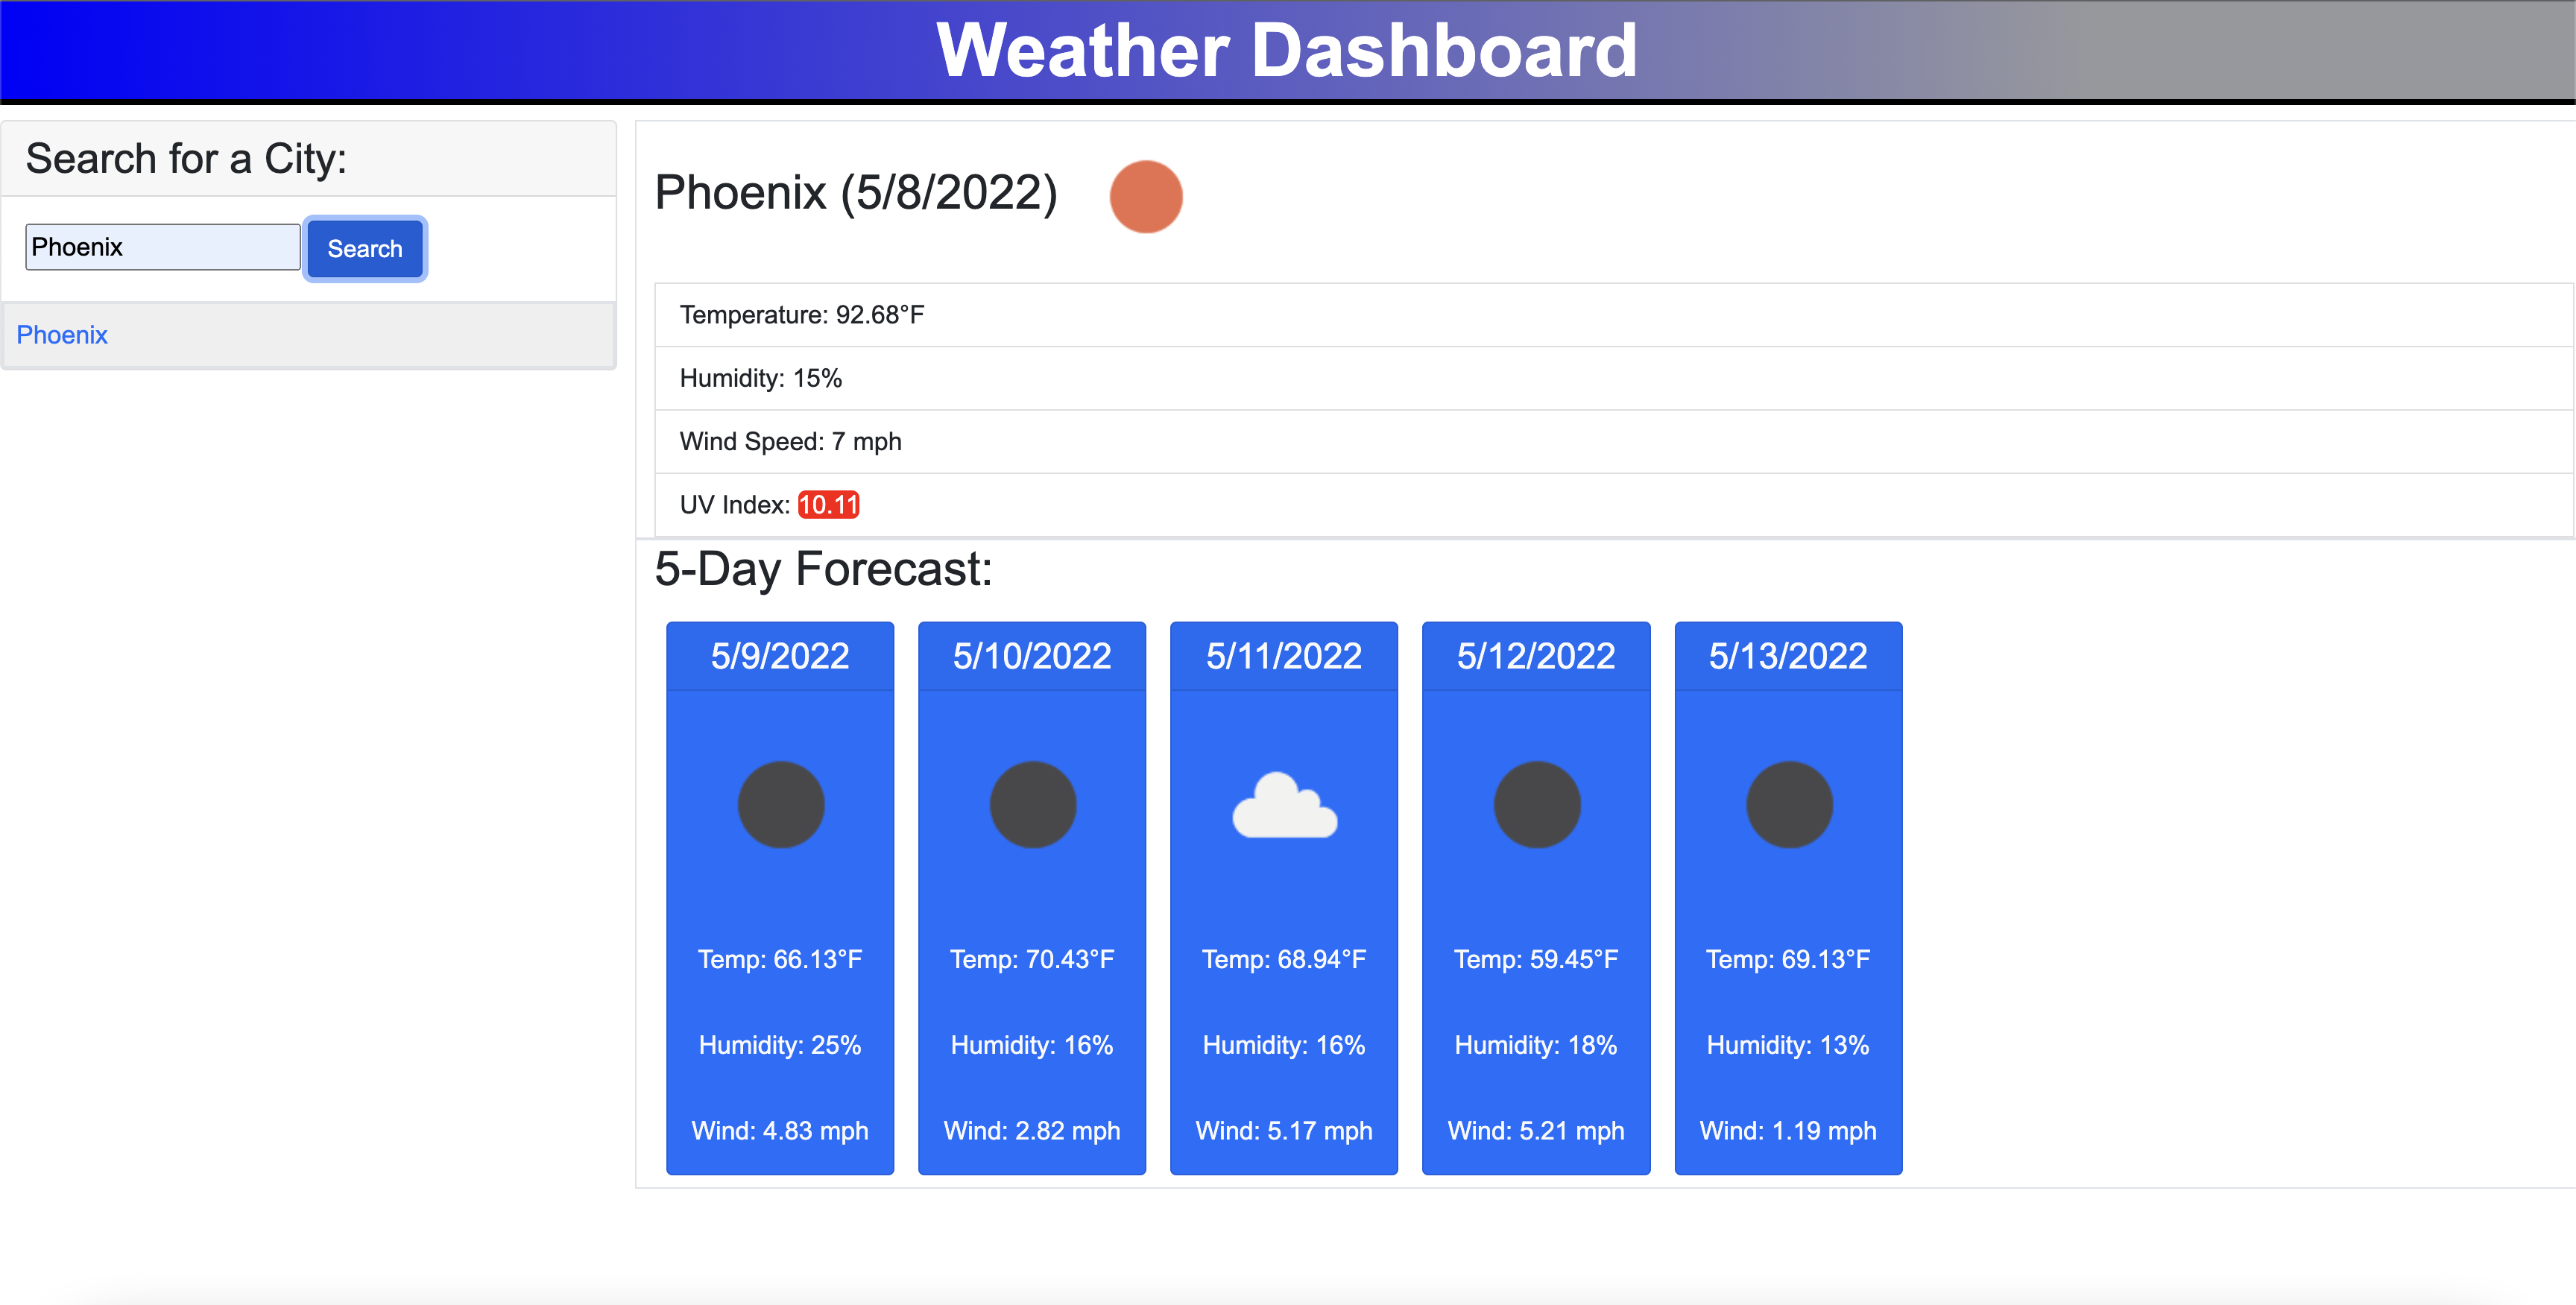 Weather Dashboard
Search for a City:
Phoenix
Search
Phoenix
Phoenix (5/8/2022)
Temperature: 92.68°F
Humidity: 15%
Wind Speed: 7 mph
UV Index: 10.11
5-Day Forecast:
5/9/2022
Temp: 66.13°F
Humidity: 25%
Wind: 4.83 mph
5/10/2022
Temp: 70.43°F
Humidity: 16%
Wind: 2.82 mph
5/11/2022
Temp: 68.94°F
Humidity: 16%
Wind: 5.17 mph
5/12/2022
Temp: 59.45°F
Humidity: 18%
Wind: 5.21 mph
5/13/2022
Temp: 69.13°F
Humidity: 13%
Wind: 1.19 mph